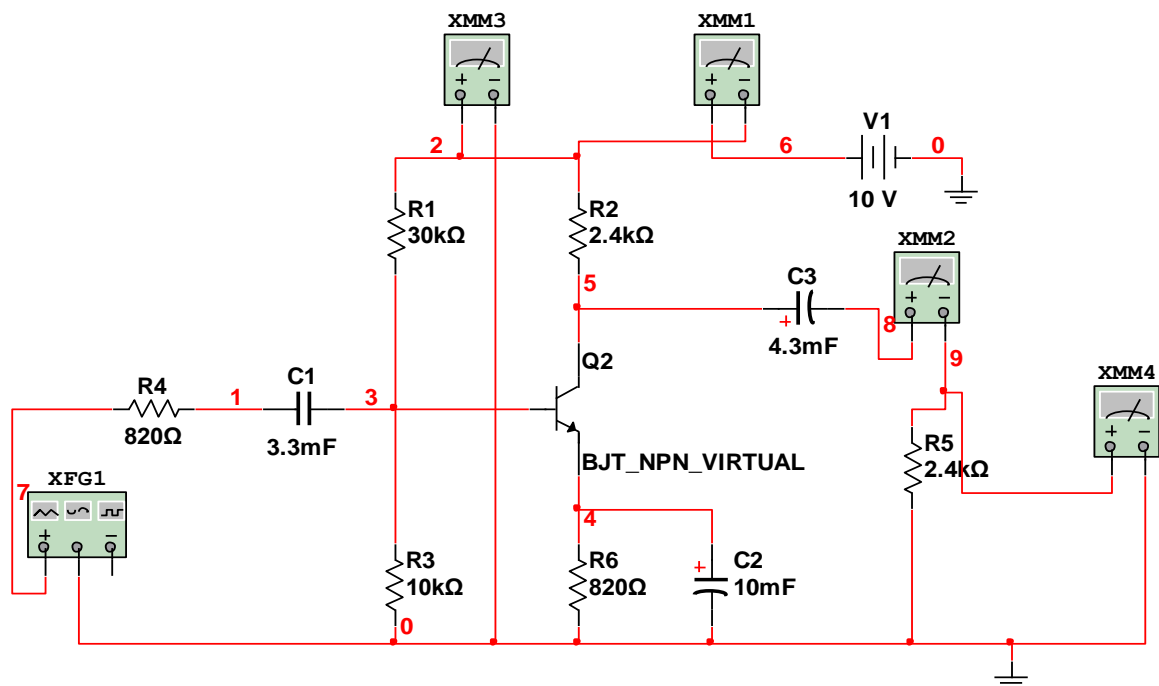 XMM3
+ −
XMM1
+ −
2
6
V1
0
10 V
R1
30kΩ
R2
2.4kΩ
XMM2
+ −
5
C3
+
4.3mF
8
9
Q2
XMM4
+ −
R4
820Ω
1
C1
3.3mF
3
BJT_NPN_VIRTUAL
R5
2.4kΩ
7
XFG1
+ −
4
R3
10kΩ
R6
820Ω
+
C2
10mF
0